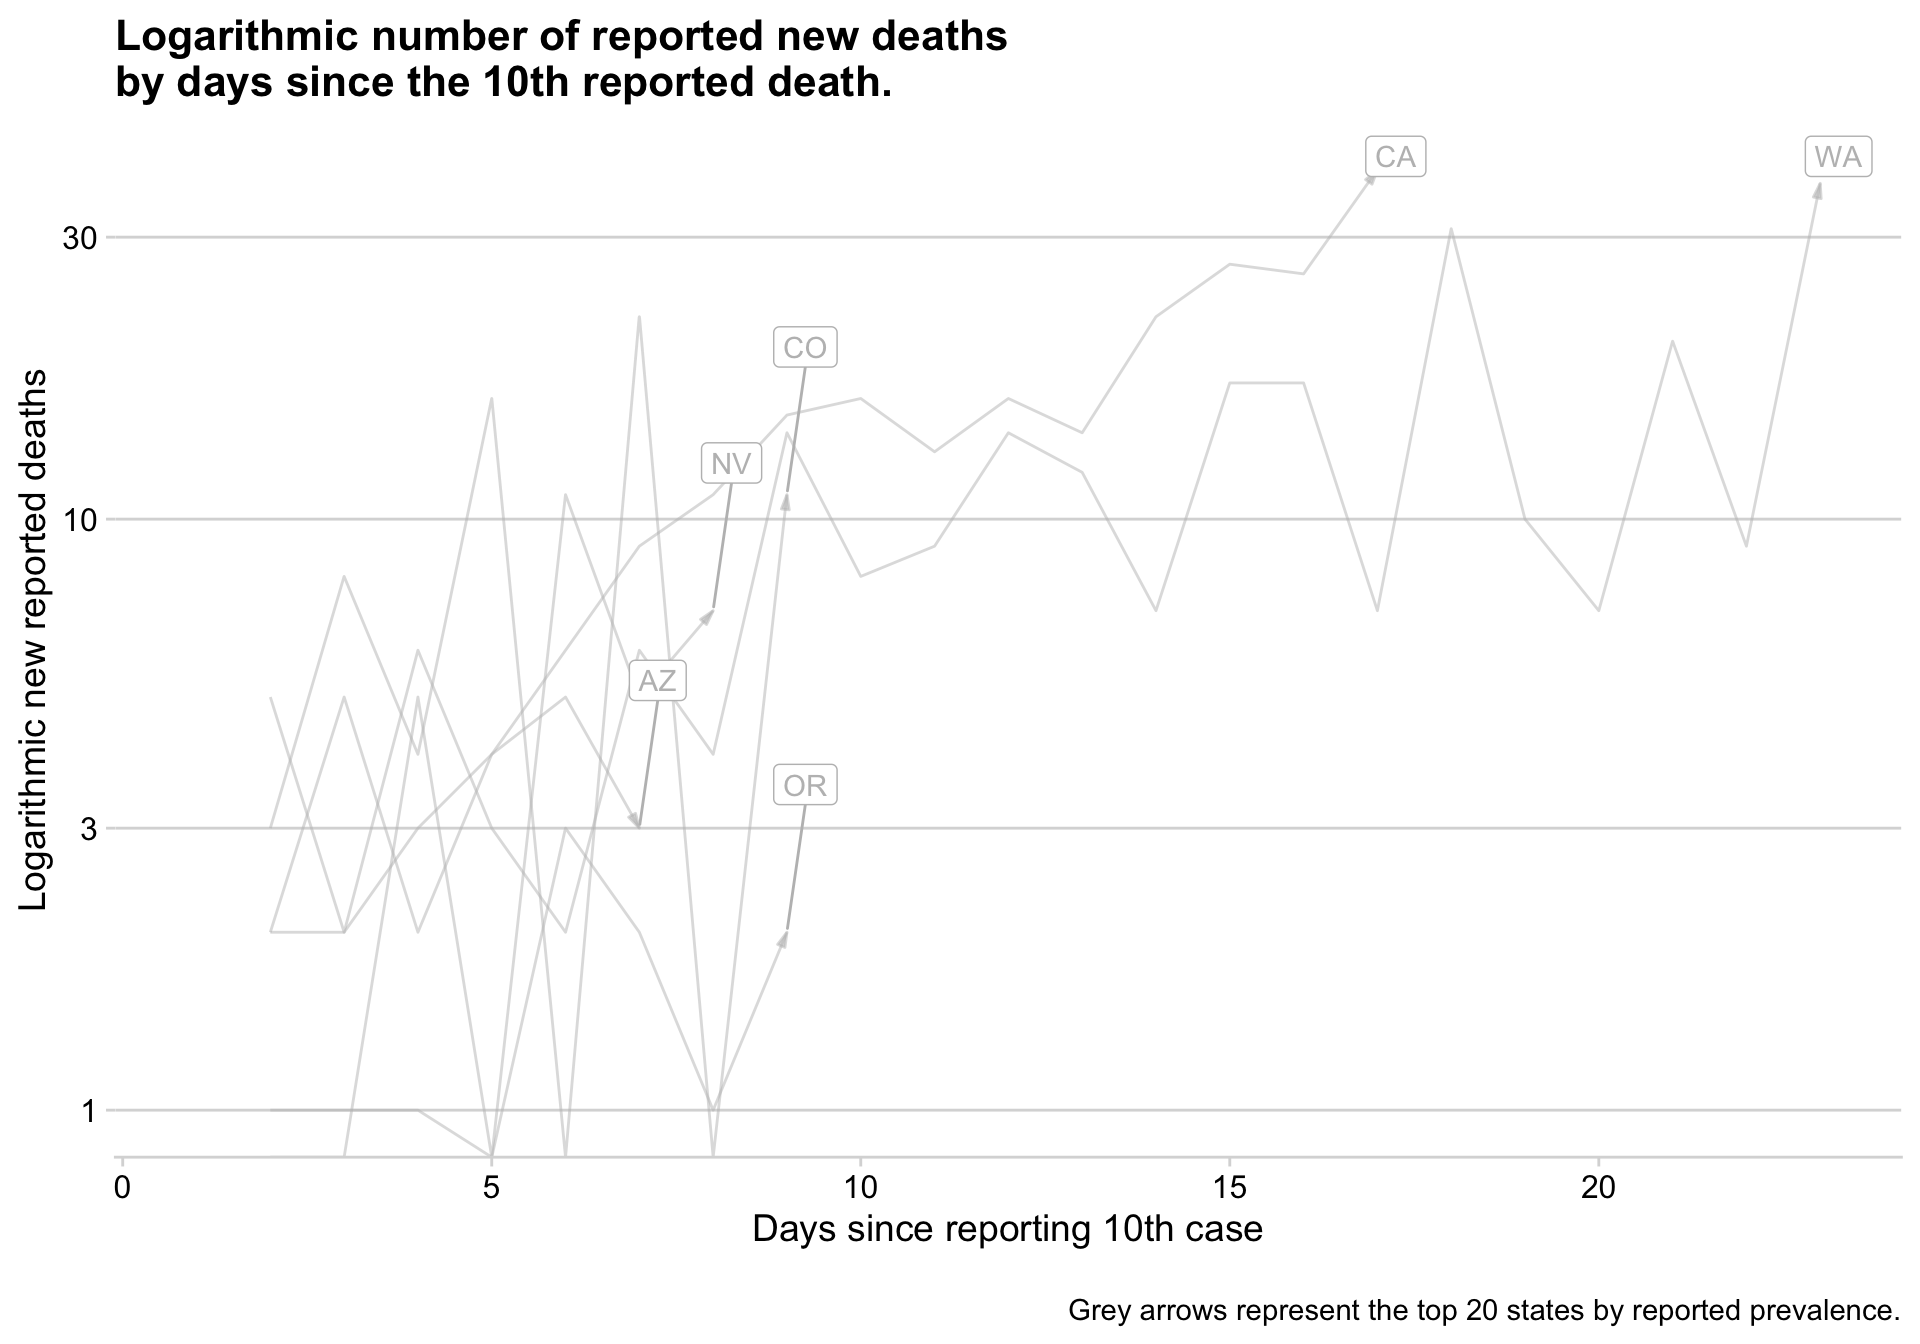 Logarithmic number of reported new deaths
by days since the 10th reported death.
CA
WA
30
CO
NV
10
AZ
OR
3
1
Logarithmic new reported deaths
0 5 10 15 20
Days since reporting 10th case
Grey arrows represent the top 20 states by reported prevalence.